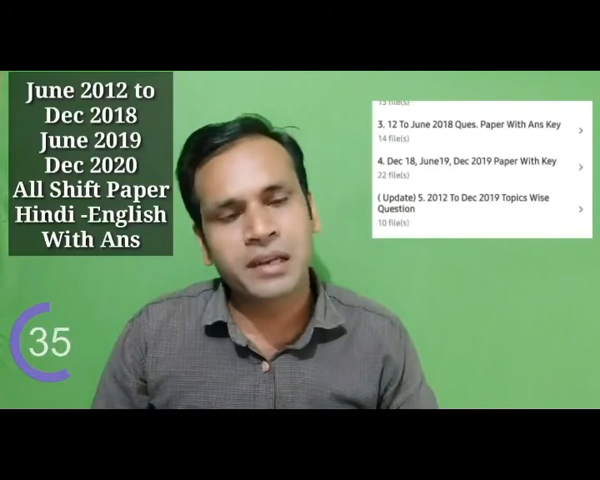 June 2012 to
Dec 2018
June 2019
Dec 2020
All Shift Paper
Hindi -English
With Ans
35
13 file(s)
3. 12 To June 2018 Ques. Paper With Ans Key
14 file(s)
4. Dec 18, June19, Dec 2019 Paper With Key
22 file(s)
( Update) 5. 2012 To Dec 2019 Topics Wise
Question
10 file(s)